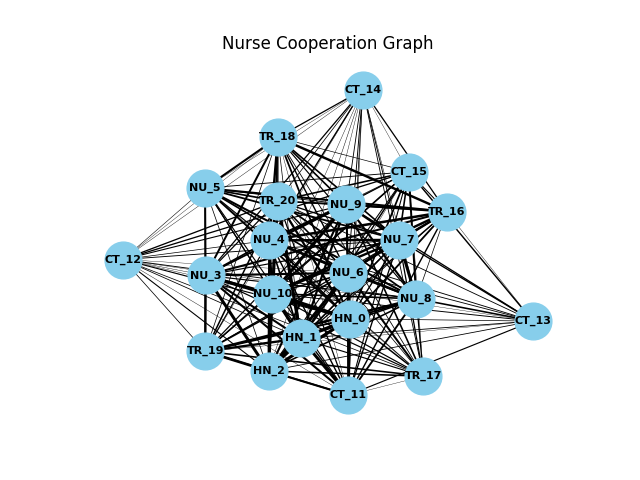 Nurse Cooperation Graph
CT_14
TR_18
CT_15
NU_5
TR_20
NU_9
TR_16
NU_4
NU_7
CT_12
NU_3
NU_6
NU_10
NU_8
HN_0
CT_13
HN_1
TR_19
HN_2
TR_17
CT_11